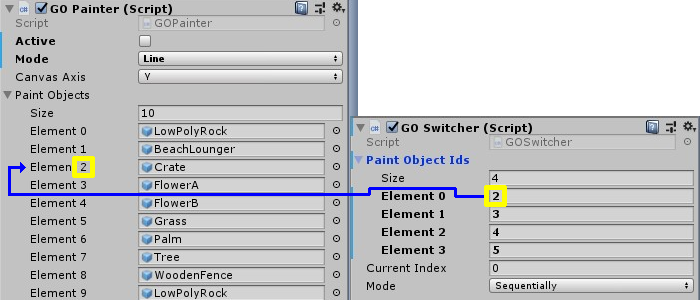 GO Painter (Script)
Script GOPainter
Active
Mode Line
Canvas Axis Y
Paint Objects
Size 10
Element 0 LowPolyRock
Element 1 BeachLounger
Element 2 Crate
Element 3 FlowerA
Element 4 FlowerB
Element 5 Grass
Element 6 Palm
Element 7 Tree
Element 8 WoodenFence
Element 9 LowPolyRock
GO Switcher (Script)
Script GOSwitcher
Paint Object Ids
Size 4
Element 0 2
Element 1 3
Element 2 4
Element 3 5
Current Index 0
Mode Sequentially